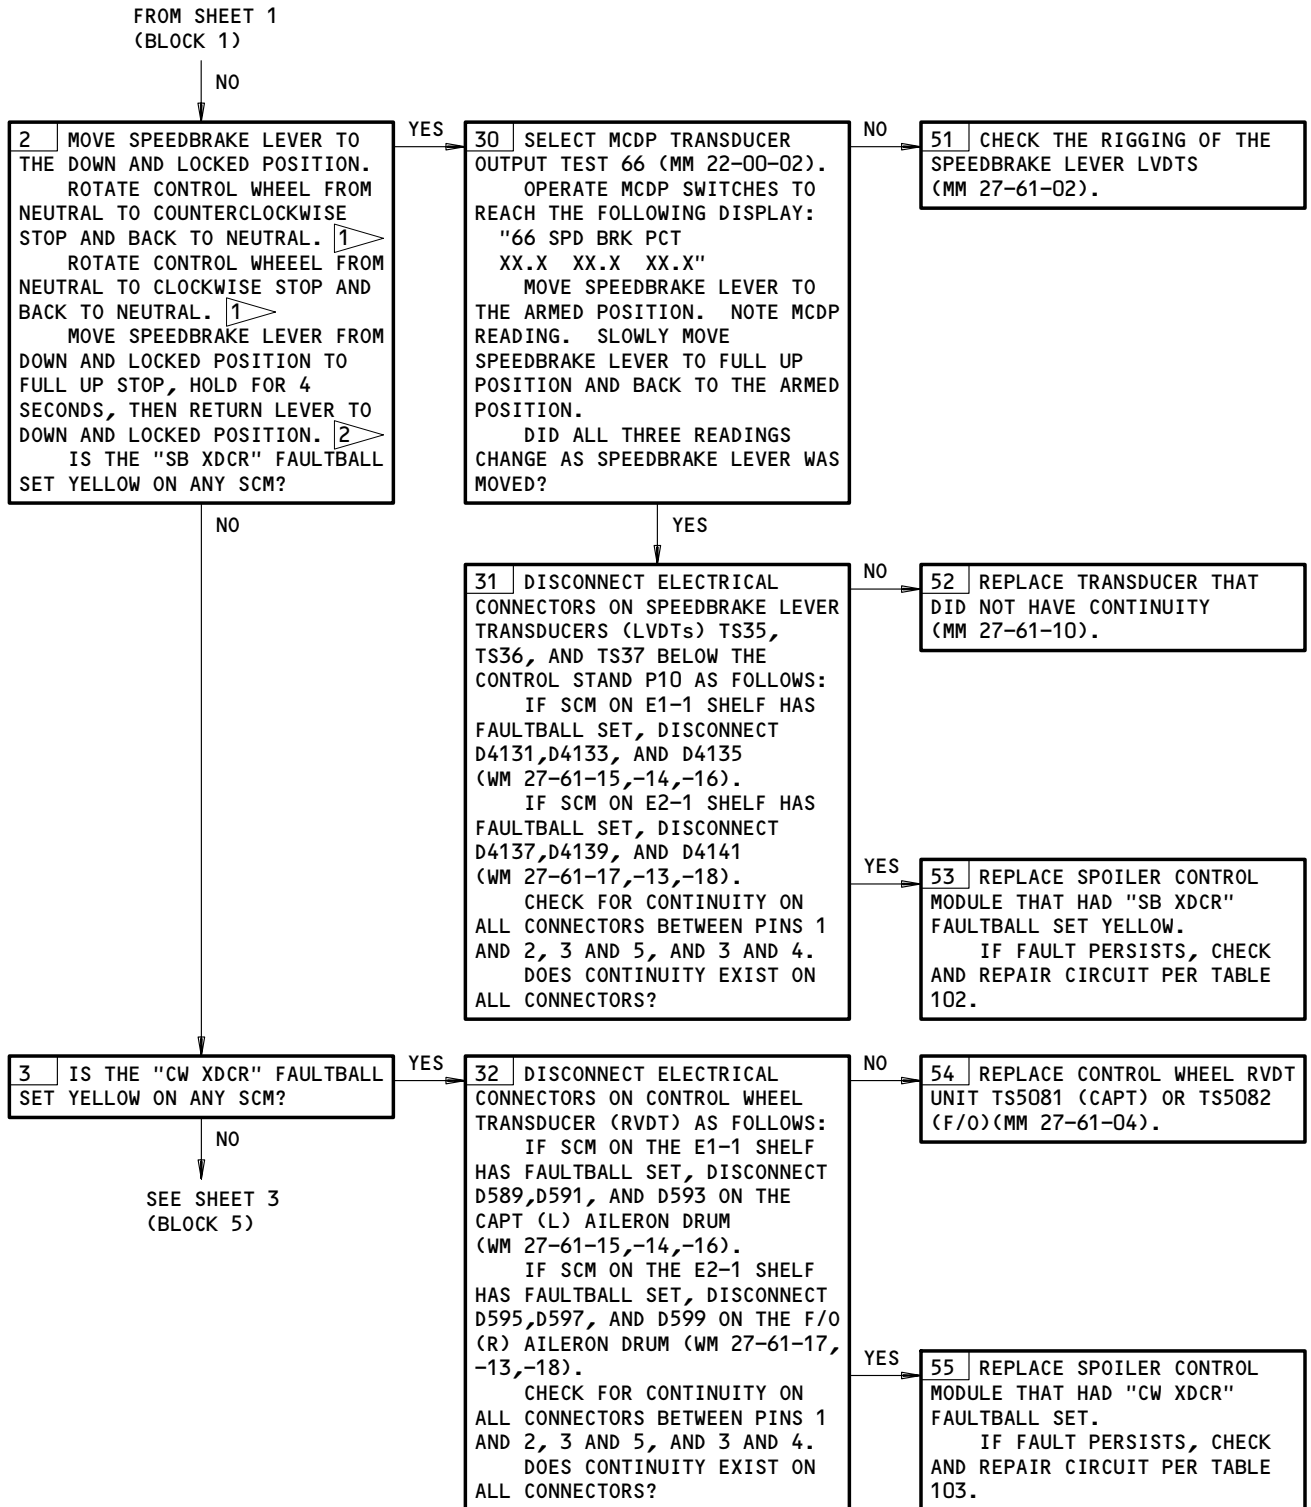 FROM SHEET 1
(BLOCK 1)
NO
2 MOVE SPEEDBRAKE LEVER TO
THE DOWN AND LOCKED POSITION.
ROTATE CONTROL WHEEL FROM
NEUTRAL TO COUNTERCLOCKWISE
STOP AND BACK TO NEUTRAL. 1
ROTATE CONTROL WHEEEL FROM
NEUTRAL TO CLOCKWISE STOP AND
BACK TO NEUTRAL. 1
MOVE SPEEDBRAKE LEVER FROM
DOWN AND LOCKED POSITION TO
FULL UP STOP, HOLD FOR 4
SECONDS, THEN RETURN LEVER TO
DOWN AND LOCKED POSITION. 2
IS THE "SB XDCR" FAULTBALL
SET YELLOW ON ANY SCM?
YES
30 SELECT MCDP TRANSDUCER
OUTPUT TEST 66 (MM 22-00-02).
OPERATE MCDP SWITCHES TO
REACH THE FOLLOWING DISPLAY:
"66 SPD BRK PCT
XX.X XX.X XX.X"
MOVE SPEEDBRAKE LEVER TO
THE ARMED POSITION. NOTE MCDP
READING. SLOWLY MOVE
SPEEDBRAKE LEVER TO FULL UP
POSITION AND BACK TO THE ARMED
POSITION.
DID ALL THREE READINGS
CHANGE AS SPEEDBRAKE LEVER WAS
MOVED?
NO
51 CHECK THE RIGGING OF THE
SPEEDBRAKE LEVER LVDTS
(MM 27-61-02).
NO
YES
31 DISCONNECT ELECTRICAL
CONNECTORS ON SPEEDBRAKE LEVER
TRANSDUCERS (LVDTs) TS35,
TS36, AND TS37 BELOW THE
CONTROL STAND P10 AS FOLLOWS:
IF SCM ON E1-1 SHELF HAS
FAULTBALL SET, DISCONNECT
D4131,D4133, AND D4135
(WM 27-61-15,-14,-16).
IF SCM ON E2-1 SHELF HAS
FAULTBALL SET, DISCONNECT
D4137,D4139, AND D4141
(WM 27-61-17,-13,-18).
CHECK FOR CONTINUITY ON
ALL CONNECTORS BETWEEN PINS 1
AND 2, 3 AND 5, AND 3 AND 4.
DOES CONTINUITY EXIST ON
ALL CONNECTORS?
NO
52 REPLACE TRANSDUCER THAT
DID NOT HAVE CONTINUITY
(MM 27-61-10).
YES
53 REPLACE SPOILER CONTROL
MODULE THAT HAD "SB XDCR"
FAULTBALL SET YELLOW.
IF FAULT PERSISTS, CHECK
AND REPAIR CIRCUIT PER TABLE
102.
3 IS THE "CW XDCR" FAULTBALL
SET YELLOW ON ANY SCM?
NO
SEE SHEET 3
(BLOCK 5)
YES
32 DISCONNECT ELECTRICAL
CONNECTORS ON CONTROL WHEEL
TRANSDUCER (RVDT) AS FOLLOWS:
IF SCM ON THE E1-1 SHELF
HAS FAULTBALL SET, DISCONNECT
D589,D591, AND D593 ON THE
CAPT (L) AILERON DRUM
(WM 27-61-15,-14,-16).
IF SCM ON THE E2-1 SHELF
HAS FAULTBALL SET, DISCONNECT
D595,D597, AND D599 ON THE F/O
(R) AILERON DRUM (WM 27-61-17,
-13,-18).
CHECK FOR CONTINUITY ON
ALL CONNECTORS BETWEEN PINS 1
AND 2, 3 AND 5, AND 3 AND 4.
DOES CONTINUITY EXIST ON
ALL CONNECTORS?
NO
54 REPLACE CONTROL WHEEL RVDT
UNIT TS5081 (CAPT) OR TS5082
(F/O)(MM 27-61-04).
YES
55 REPLACE SPOILER CONTROL
MODULE THAT HAD "CW XDCR"
FAULTBALL SET.
IF FAULT PERSISTS, CHECK
AND REPAIR CIRCUIT PER TABLE
103.